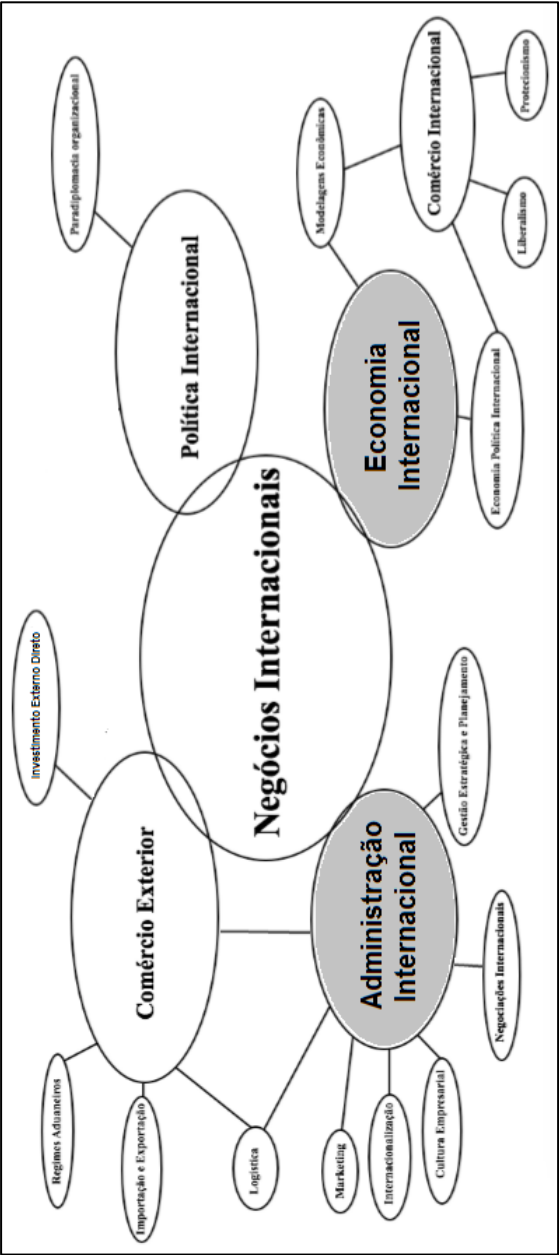 Regimes Aduaneiros
Importação e Exportação
Comércio Exterior
Investimento Externo Direto
Logística
Negócios Internacionais
Política Internacional
Paradiplomacia organizacional
Administração
Internacional
Marketing
Internacionalização
Cultura Empresarial
Negociações Internacionais
Gestão Estratégica e Planejamento
Economia
Internacional
Modelagens Econômicas
Economia Política Internacional
Comércio Internacional
Liberalismo
Protecionismo